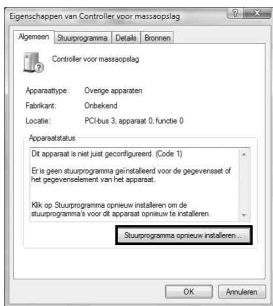 Eigenschappen van Controller voor massaopslag
Algemeen Stuurprogramma Details Bronnen
Controller voor massaopslag
Apparaattype: Overige apparaten
Fabrikant: Onbekend
Locatie: PCI-bus 3, apparaat 0, functie 0
Apparaatstatus
Dit apparaat is niet juist geconfigureerd. (Code 1)
Er is geen stuurprogramma geïnstalleerd voor de gegevensset of
het gegevenselement van het apparaat.
Klik op Stuurprogramma opnieuw installeren om de
stuurprogramma's voor dit apparaat opnieuw te installeren.
Stuurprogramma opnieuw installeren...
OK Annuleren